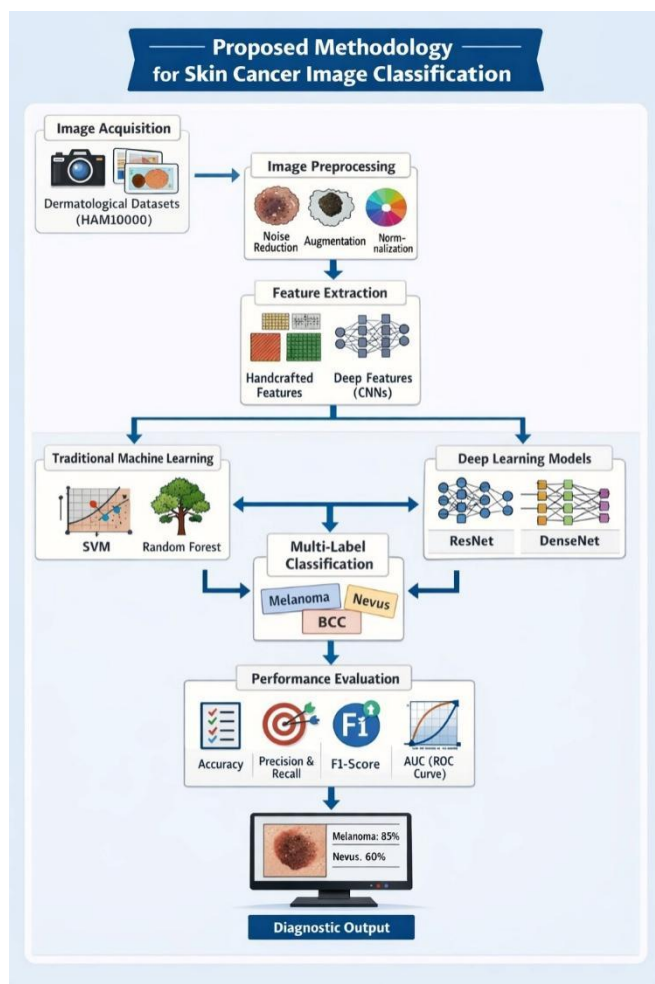 Proposed Methodology
for Skin Cancer Image Classification
Image Acquisition
Dermatological Datasets
(HAM10000)
Image Preprocessing
Noise
Reduction
Augmentation
Norm-
nalization
Feature Extraction
Handcrafted
Features
Deep Features
(CNNs)
Traditional Machine Learning
SVM
Random Forest
Deep Learning Models
ResNet
DenseNet
Multi-Label
Classification
Melanoma
Nevus
BCC
Performance Evaluation
Accuracy
Precision &
Recall
F1
F1-Score
AUC (ROC
Curve)
Melanoma: 85%
Nevus. 60%
Diagnostic Output